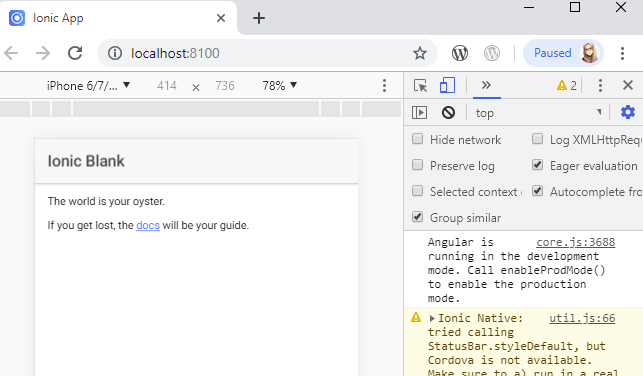 Ionic App
localhost:8100
Paused
iPhone 6/7/... 414 × 736 78%
2
top
Hide network
Log XMLHttpRequ
Preserve log
Eager evaluation
Selected context
Autocomplete fro
Group similar
Ionic Blank
The world is your oyster.
If you get lost, the docs will be your guide.
Angular is core.js:3688
running in the development
mode. Call enableProdMode()
to enable the production
mode.
Ionic Native: util.js:66
tried calling
StatusBar.styleDefault, but
Cordova is not available.
Make sure to a) run in a real